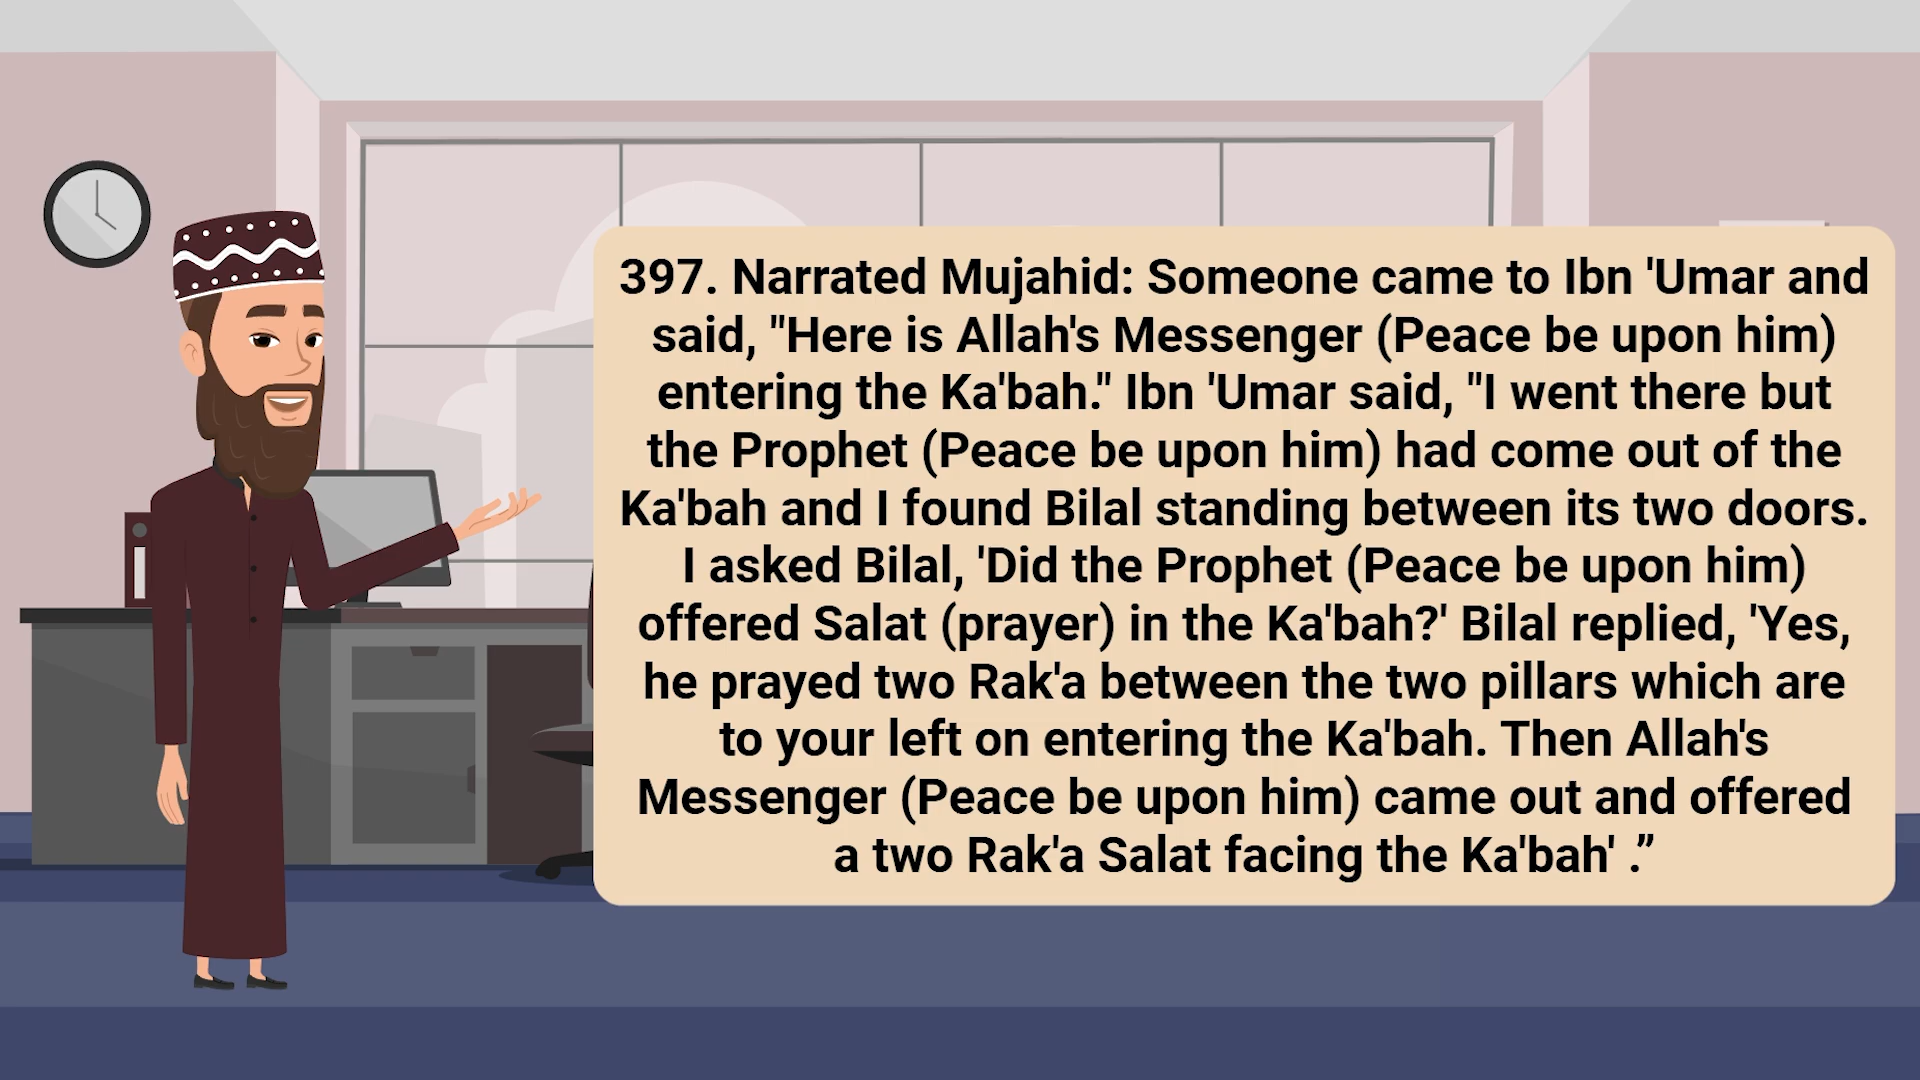 397. Narrated Mujahid: Someone came to Ibn 'Umar and
said, "Here is Allah's Messenger (Peace be upon him)
entering the Ka'bah." Ibn 'Umar said, "I went there but
the Prophet (Peace be upon him) had come out of the
Ka'bah and I found Bilal standing between its two doors.
I asked Bilal, 'Did the Prophet (Peace be upon him)
offered Salat (prayer) in the Ka'bah?' Bilal replied, 'Yes,
he prayed two Rak'a between the two pillars which are
to your left on entering the Ka'bah. Then Allah's
Messenger (Peace be upon him) came out and offered
a two Rak'a Salat facing the Ka'bah' .”